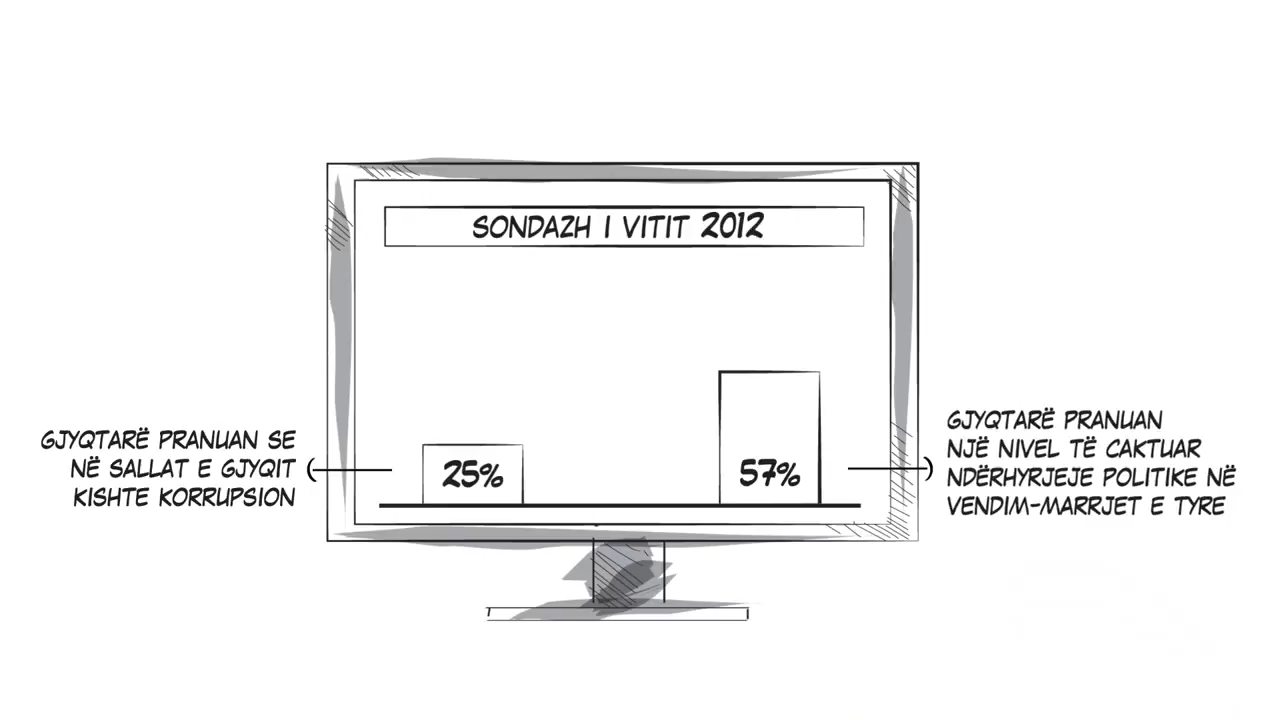 SONDAZH I VITIT 2012
GJYQTARË PRANUAN SE
NË SALLAT E GJYQIT
KISHTE KORRUPSION
25%
57%
GJYQTARË PRANUAN
NJË NIVEL TË CAKTUAR
NDËRHYRJEJE POLITIKE NË
VENDIM-MARRJET E TYRE